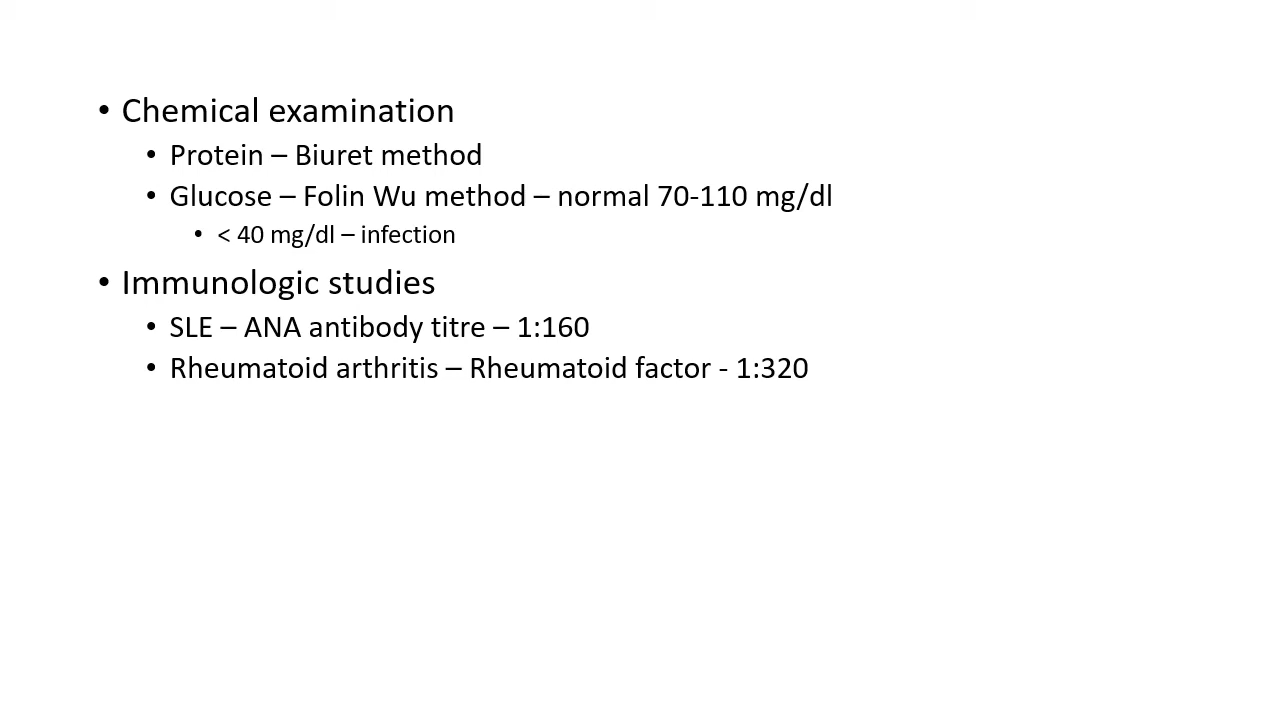 • Chemical examination
• Protein – Biuret method
• Glucose – Folin Wu method – normal 70-110 mg/dl
• < 40 mg/dl – infection
• Immunologic studies
• SLE – ANA antibody titre – 1:160
• Rheumatoid arthritis – Rheumatoid factor - 1:320